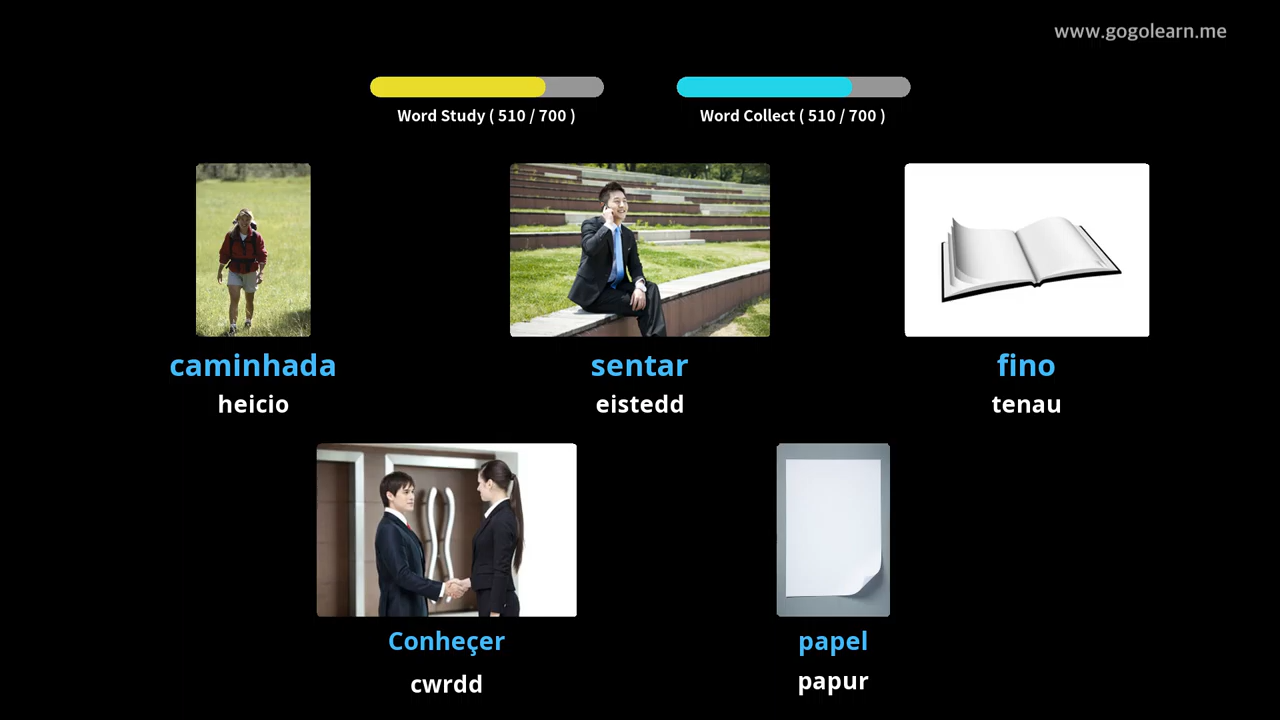 www.gogolearn.me
Word Study ( 510 / 700 )
Word Collect ( 510 / 700 )
caminhada
heicio
sentar
eistedd
fino
tenau
Conheçer
cwrdd
papel
papur